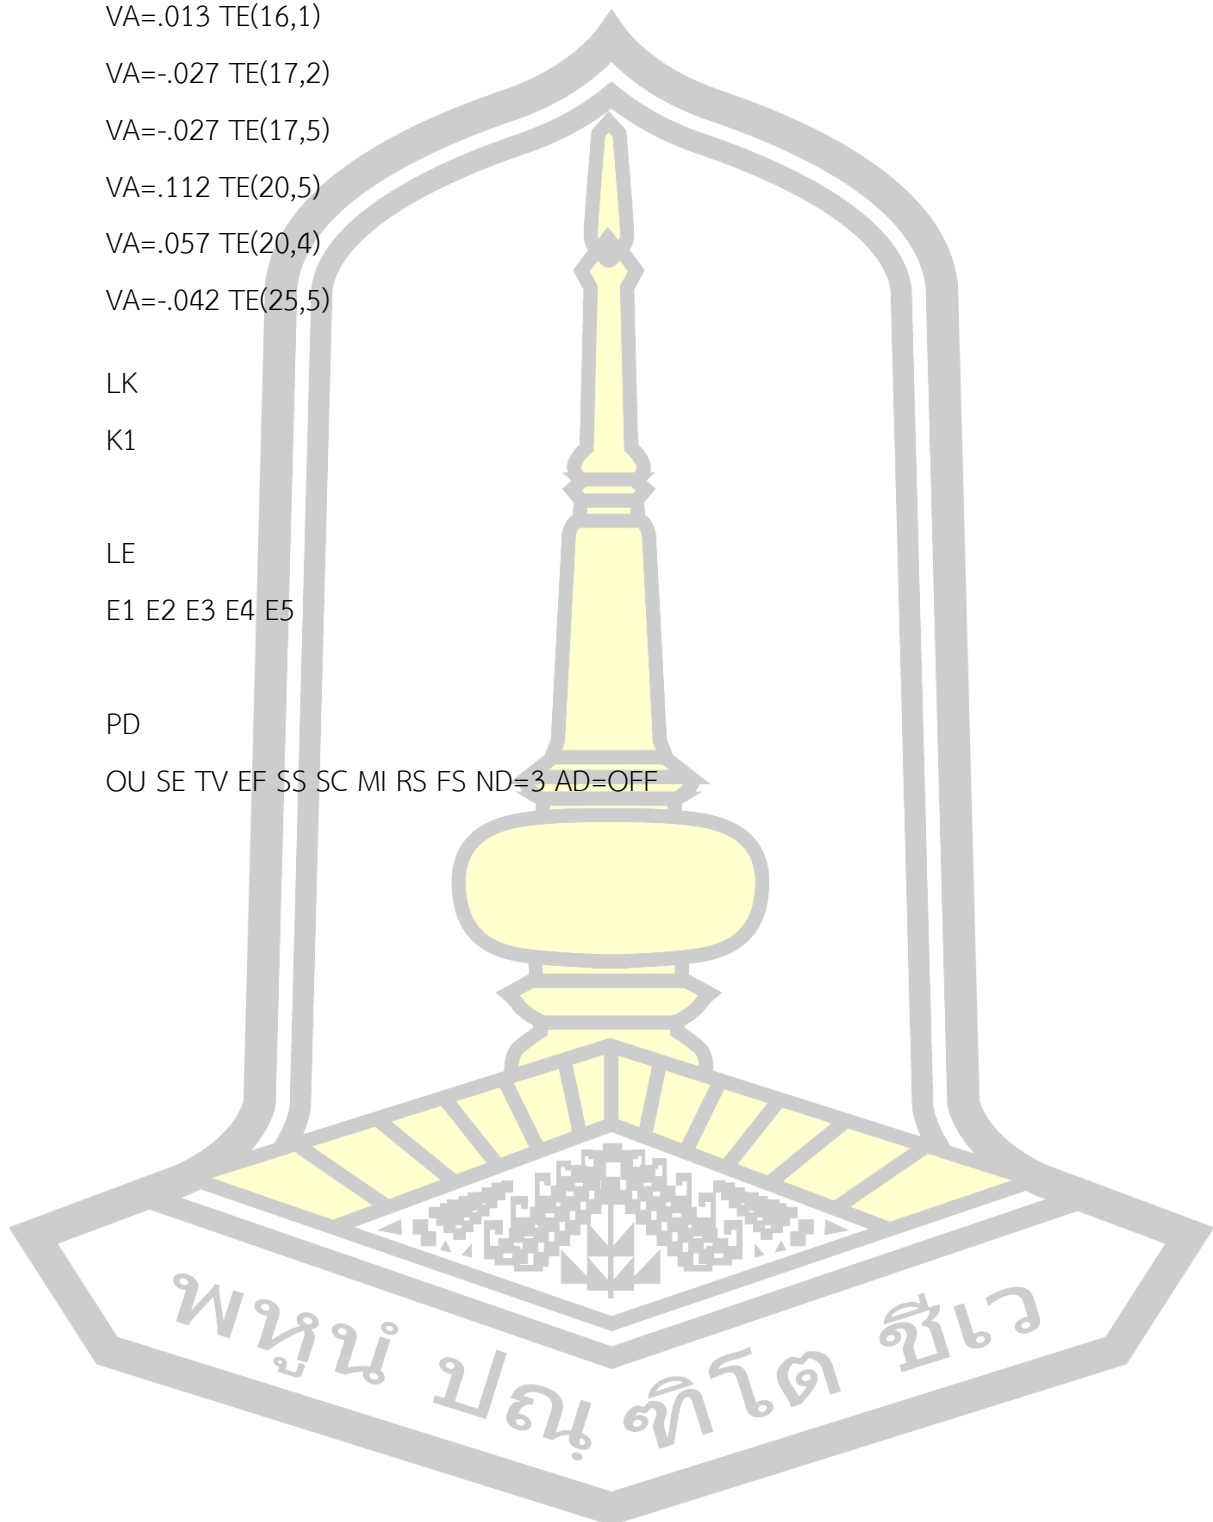 VA=.013 TE(16,1)
VA=-.027 TE(17,2)
VA=-.027 TE(17,5)
VA=.112 TE(20,5)
VA=.057 TE(20,4)
VA=-.042 TE(25,5)
LK
K1
LE
E1 E2 E3 E4 E5
PD
OU SE TV EF SS SC MI RS FS ND=3 AD=OFF
พหูนํ ปณฺฑิโต ชีเว